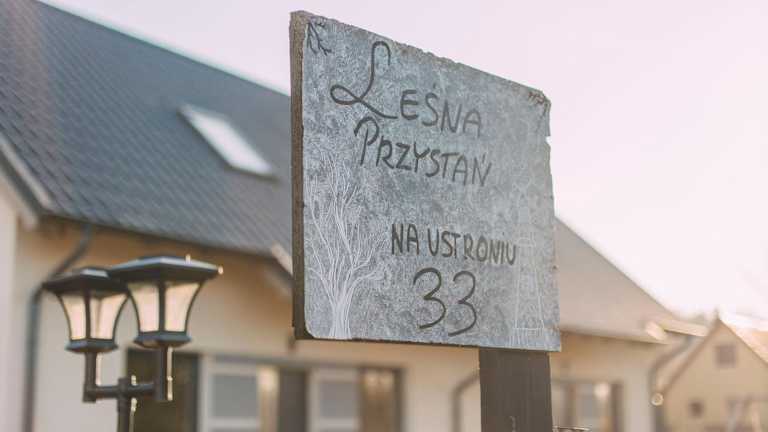 LEŚNA
PRZYSTAŃ
NA USTRONIU
33